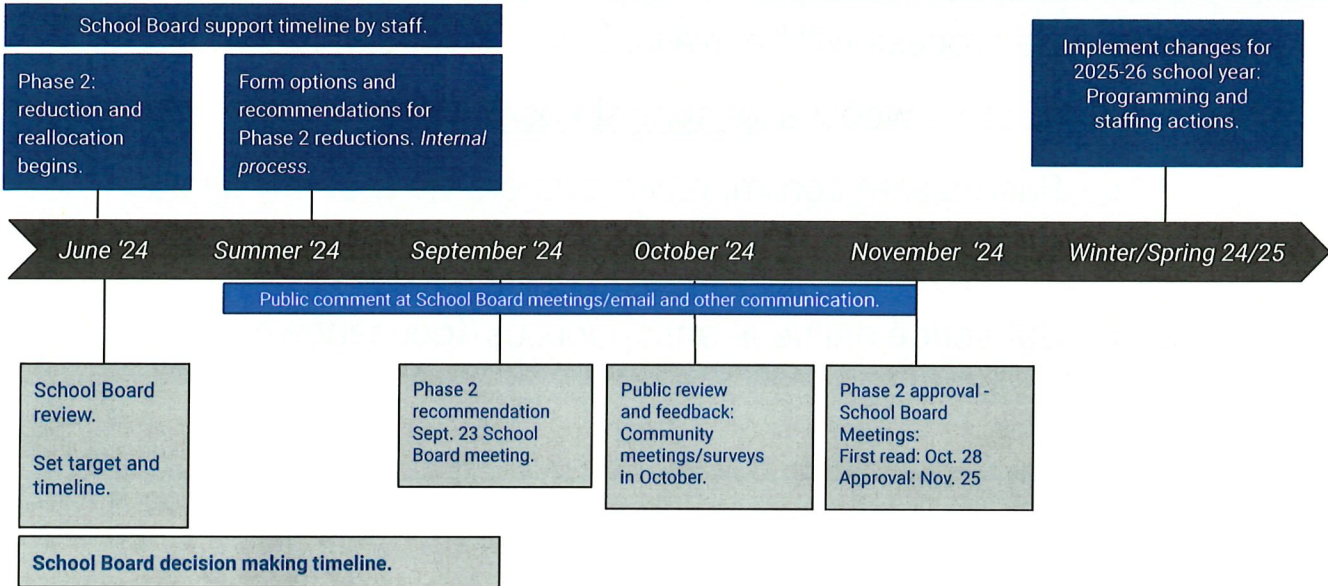 School Board support timeline by staff.
Phase 2:
reduction and
reallocation
begins.
Form options and
recommendations for
Phase 2 reductions. Internal
process.
Implement changes for
2025-26 school year:
Programming and
staffing actions.
June ‘24
Summer ‘24
September ‘24
October ‘24
November ‘24
Winter/Spring 24/25
Public comment at School Board meetings/email and other communication.
School Board
review.
Set target and
timeline.
Phase 2
recommendation
Sept. 23 School
Board meeting.
Public review
and feedback:
Community
meetings/surveys
in October.
Phase 2 approval -
School Board
Meetings:
First read: Oct. 28
Approval: Nov. 25
School Board decision making timeline.